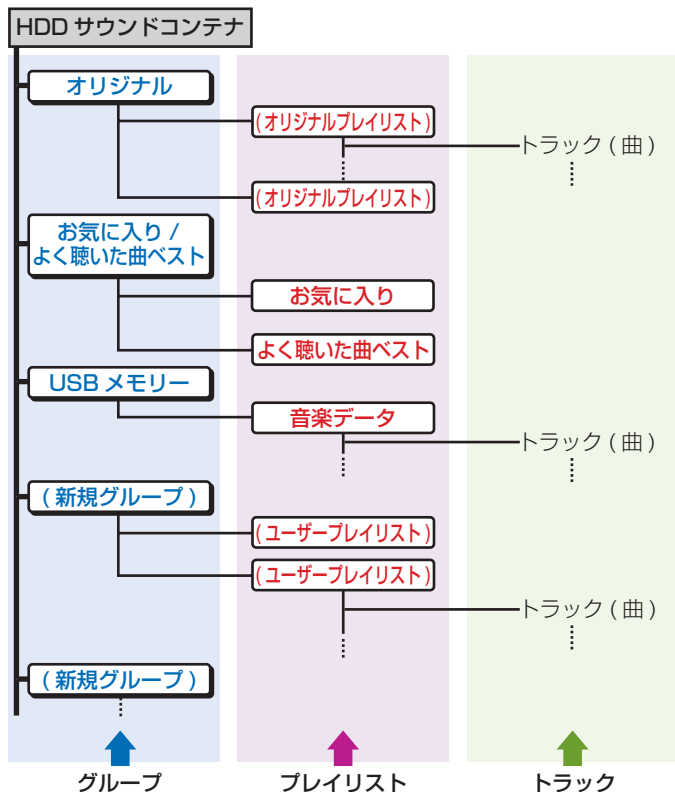 HDD サウンドコンテナ
オリジナル
(オリジナルプレイリスト)
トラック ( 曲 )
(オリジナルプレイリスト)
お気に入り /
よく聴いた曲ベスト
お気に入り
よく聴いた曲ベスト
USB メモリー
音楽データ
トラック ( 曲 )
( 新規グループ )
(ユーザープレイリスト)
(ユーザープレイリスト)
トラック ( 曲 )
( 新規グループ )
グループ
プレイリスト
トラック